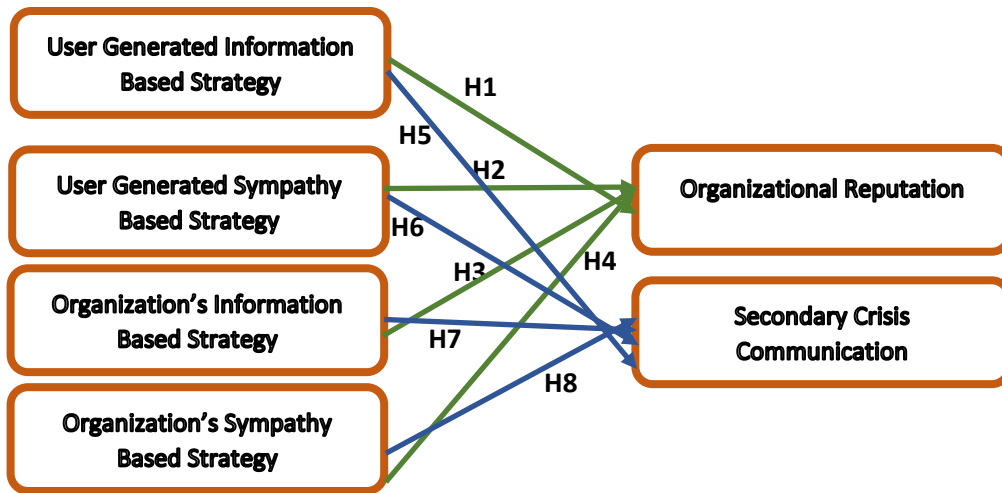 User Generated Information
Based Strategy
H1
H5
User Generated Sympathy
Based Strategy
H2
H6
Organizational Reputation
H3
H4
Organization’s Information
Based Strategy
H7
Secondary Crisis
Communication
H8
Organization’s Sympathy
Based Strategy